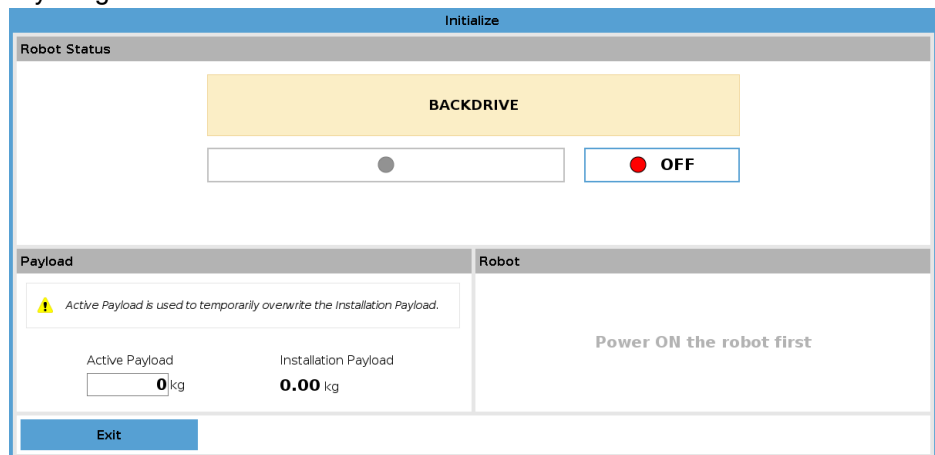 Initialize
Robot Status
BACKDRIVE
OFF
Payload
Active Payload is used to temporarily overwrite the Installation Payload.
Active Payload
0 kg
Installation Payload
0.00 kg
Robot
Power ON the robot first
Exit